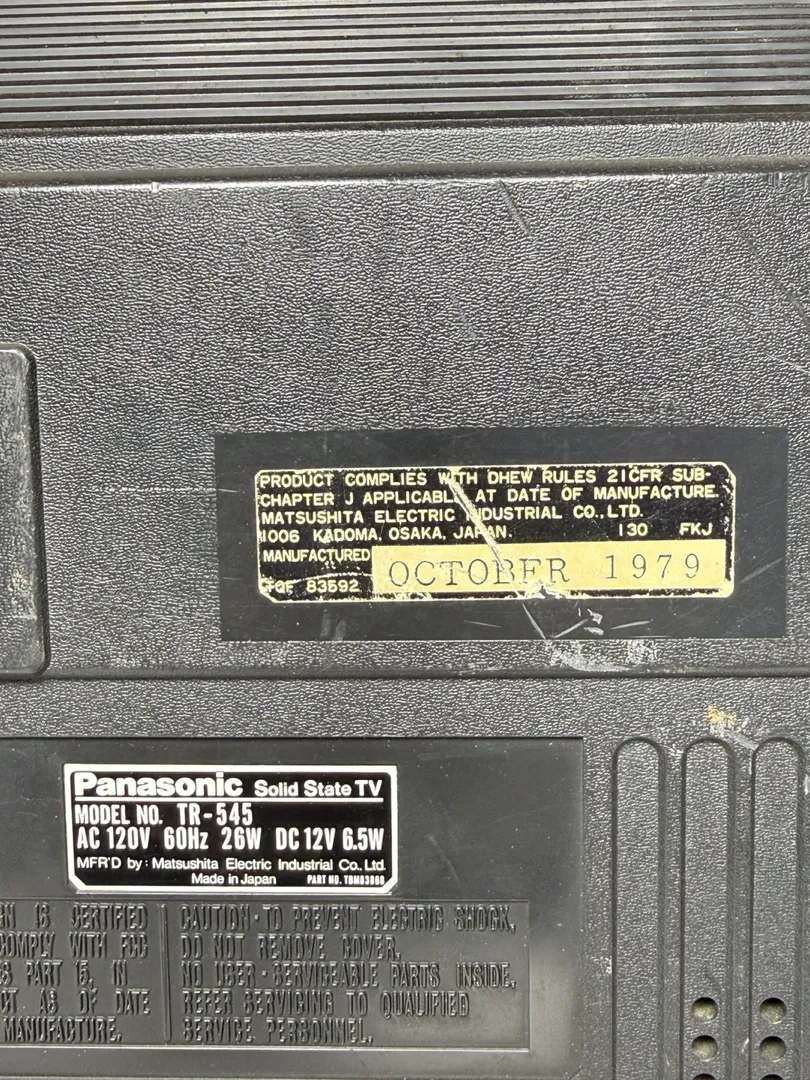 PRODUCT COMPLIES WITH DHEW RULES 21CFR SUB-
CHAPTER J APPLICABLE AT DATE OF MANUFACTURE.
MATSUSHITA ELECTRIC INDUSTRIAL CO., LTD.
1006 KADOMA, OSAKA, JAPAN. 130 FKJ
MANUFACTURED OCTOBER 1979
TQF 83592
Panasonic Solid State TV
MODEL NO. TR-545
AC 120V 60Hz 26W DC 12V 6.5W
MFR'D by: Matsushita Electric Industrial Co., Ltd.
Made in Japan PART NO.
IS CERTIFIED
COMPLY WITH FCC
PART 15, IN
AS OF DATE
MANUFACTURE.
CAUTION-TO PREVENT ELECTRIC SHOCK,
DO NOT REMOVE COVER.
NO USER-SERVICEABLE PARTS INSIDE.
REFER SERVICING TO QUALIFIED
SERVICE PERSONNEL.